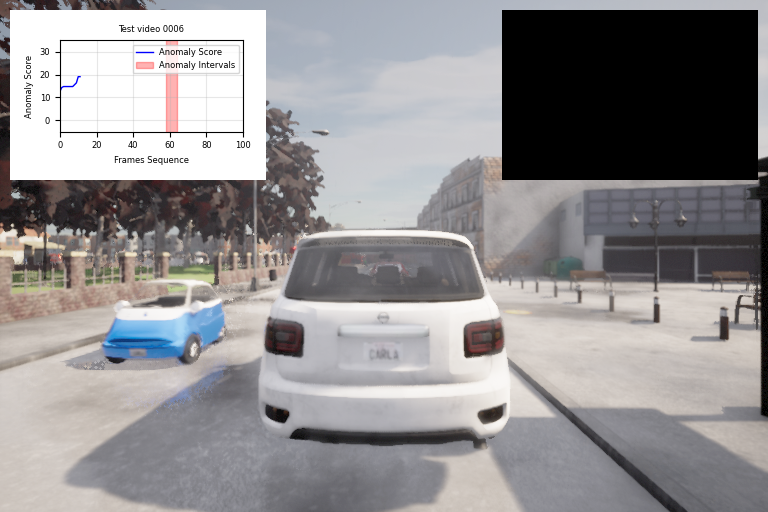 Test video 0006
Anomaly Score
30
20
10
0
Anomaly Score
Anomaly Intervals
0 20 40 60 80 100
Frames Sequence
CARLA